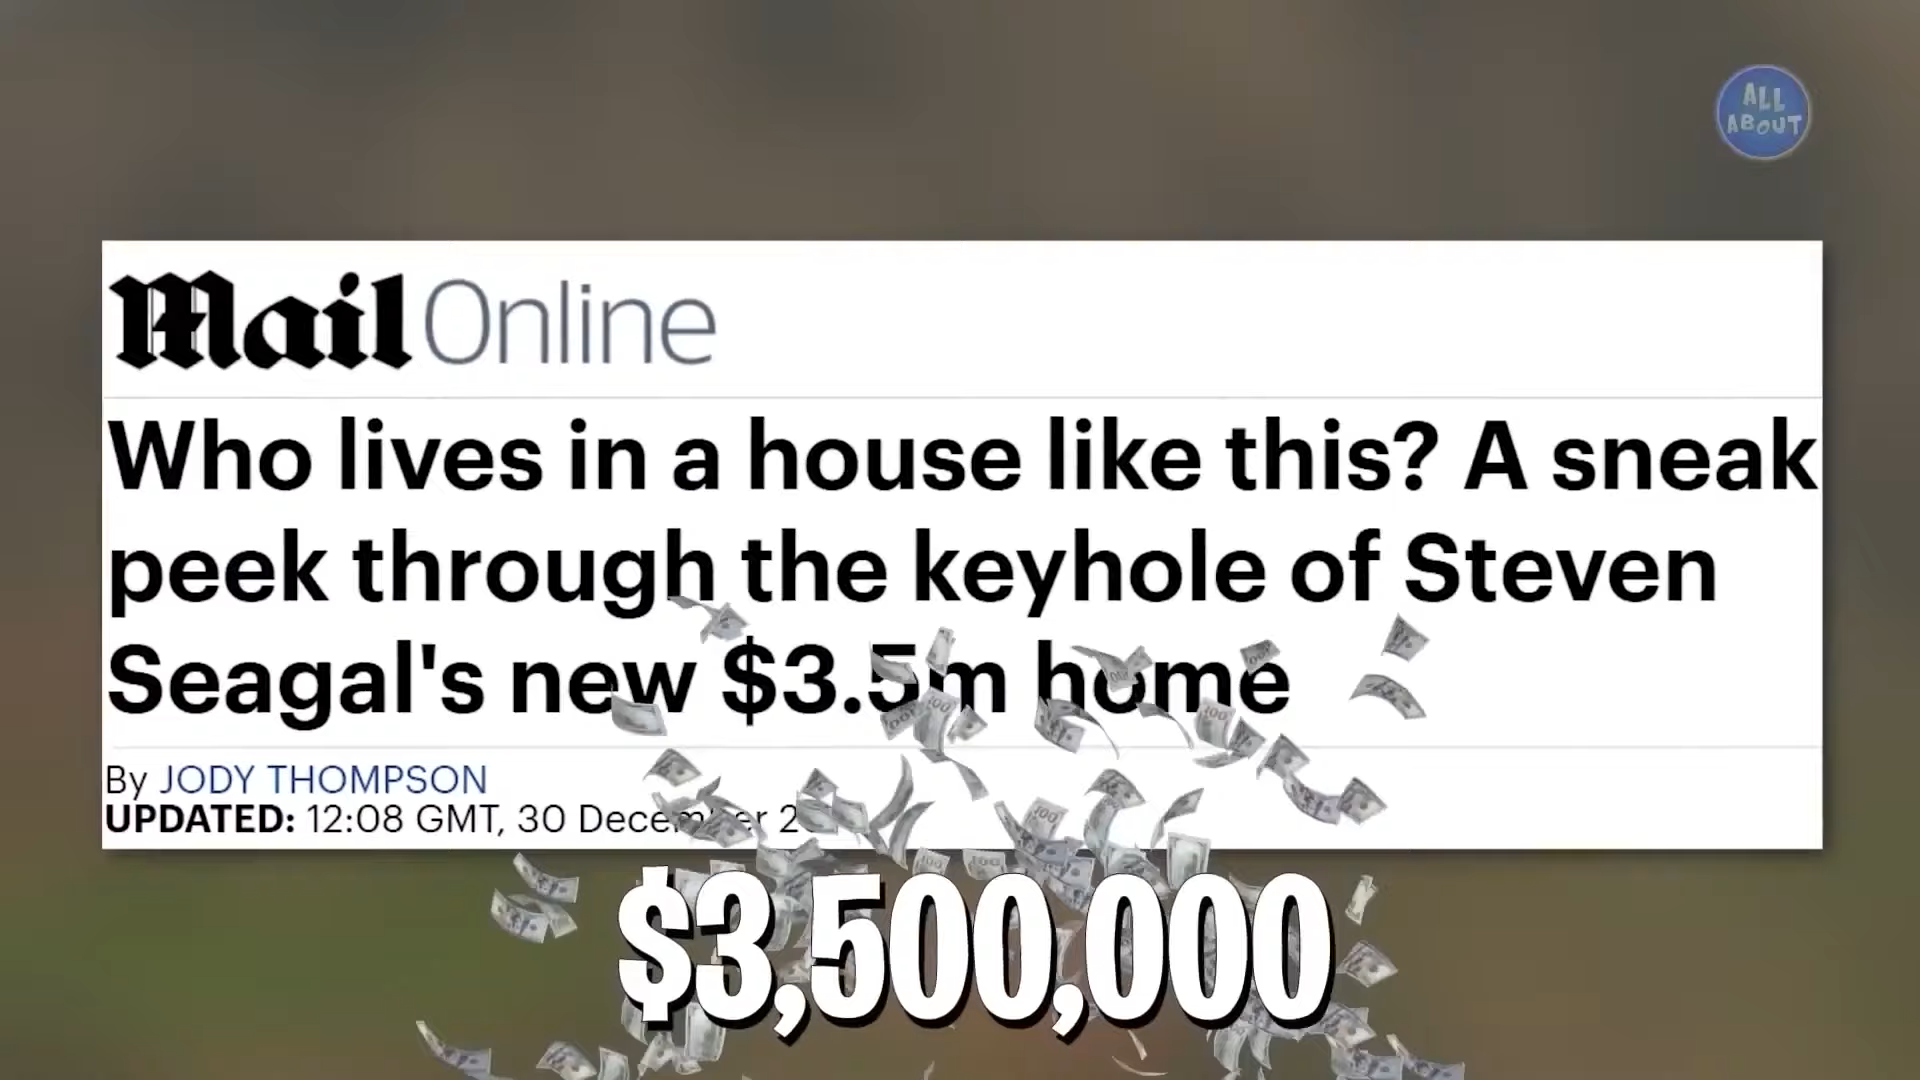 ALL
ABOUT
Mail Online
Who lives in a house like this? A sneak
peek through the keyhole of Steven
Seagal's new $3.5m home
By JODY THOMPSON
UPDATED: 12:08 GMT, 30 December
$3,500,000